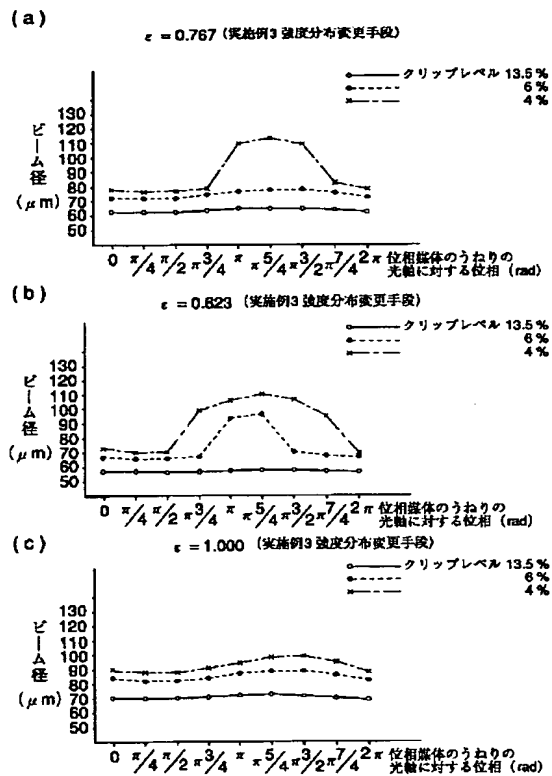 (a)
ε = 0.767 (実施例3 強度分布変更手段)
クリップレベル 13.5 %
6 %
4 %
130
120
110
100
90
80
70
60
50
ビーム径
(μm)
0 π/4 π/2 π3/4 π π5/4 π3/2 π7/4 2π
位相媒体のうねりの
光軸に対する位相 (rad)
(b)
ε = 0.623 (実施例3 強度分布変更手段)
クリップレベル 13.5 %
6 %
4 %
130
120
110
100
90
80
70
60
50
ビーム径
(μm)
0 π/4 π/2 π3/4 π π5/4 π3/2 π7/4 2π
位相媒体のうねりの
光軸に対する位相 (rad)
(c)
ε = 1.000 (実施例3 強度分布変更手段)
クリップレベル 13.5 %
6 %
4 %
130
120
110
100
90
80
70
60
50
ビーム径
(μm)
0 π/4 π/2 π3/4 π π5/4 π3/2 π7/4 2π
位相媒体のうねりの
光軸に対する位相 (rad)